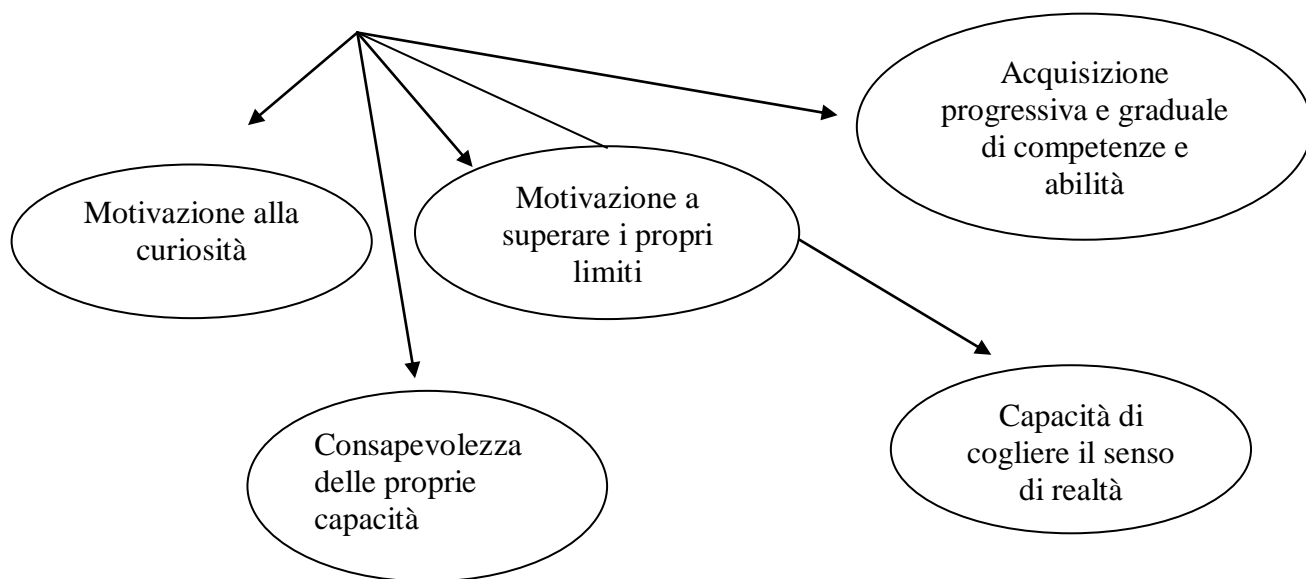 Acquisizione
progressiva e graduale
di competenze e
abilità
Motivazione alla
curiosità
Motivazione a
superare i propri
limiti
Consapevolezza
delle proprie
capacità
Capacità di
cogliere il senso
di realtà